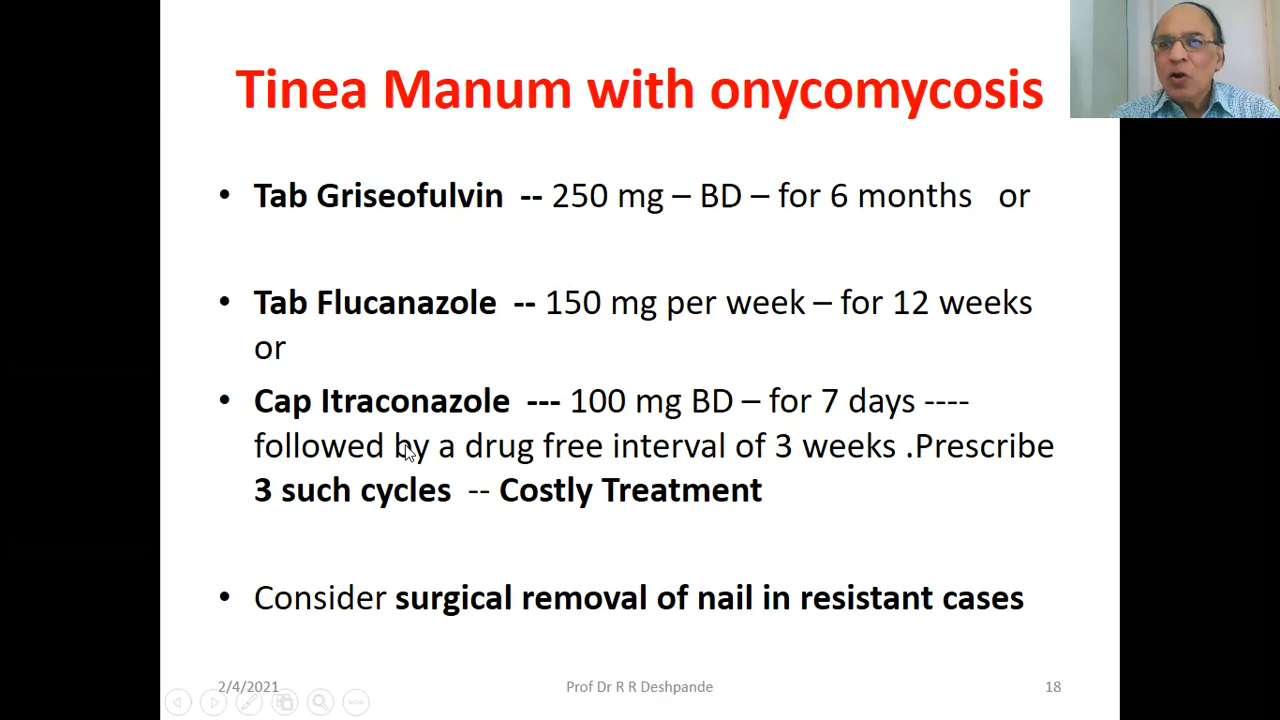 Tinea Manum with onycomycosis
• Tab Griseofulvin -- 250 mg – BD – for 6 months or
• Tab Flucanazole -- 150 mg per week – for 12 weeks
or
• Cap Itraconazole --- 100 mg BD – for 7 days ----
followed by a drug free interval of 3 weeks .Prescribe
3 such cycles -- Costly Treatment
• Consider surgical removal of nail in resistant cases
2/4/2021 Prof Dr R R Deshpande 18